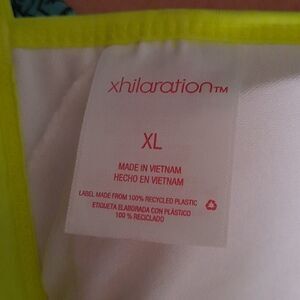 xhilaration™
XL
MADE IN VIETNAM
HECHO EN VIETNAM
LABEL MADE FROM 100% RECYCLED PLASTIC
ETIQUETA ELABORADA CON PLÁSTICO
100 % RECICLADO